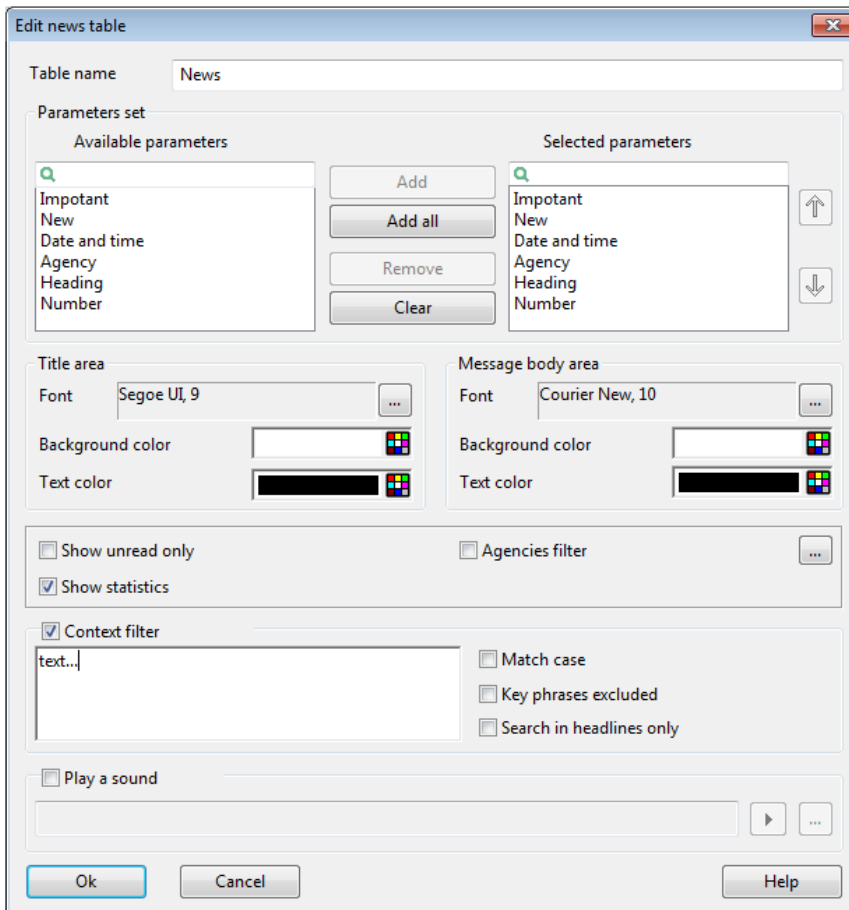 Edit news table
Table name News
Parameters set
Available parameters Selected parameters
Add
Impotant Impotant
New Add all New
Date and time Date and time
Agency Agency
Heading Remove Heading
Number Number
Clear
Title area Message body area
Font Segoe UI, 9 ... Font Courier New, 10 ...
Background color Background color
Text color Text color
Show unread only Agencies filter ...
Show statistics
Context filter
text... Match case
Key phrases excluded
Search in headlines only
Play a sound
...
Ok Cancel Help